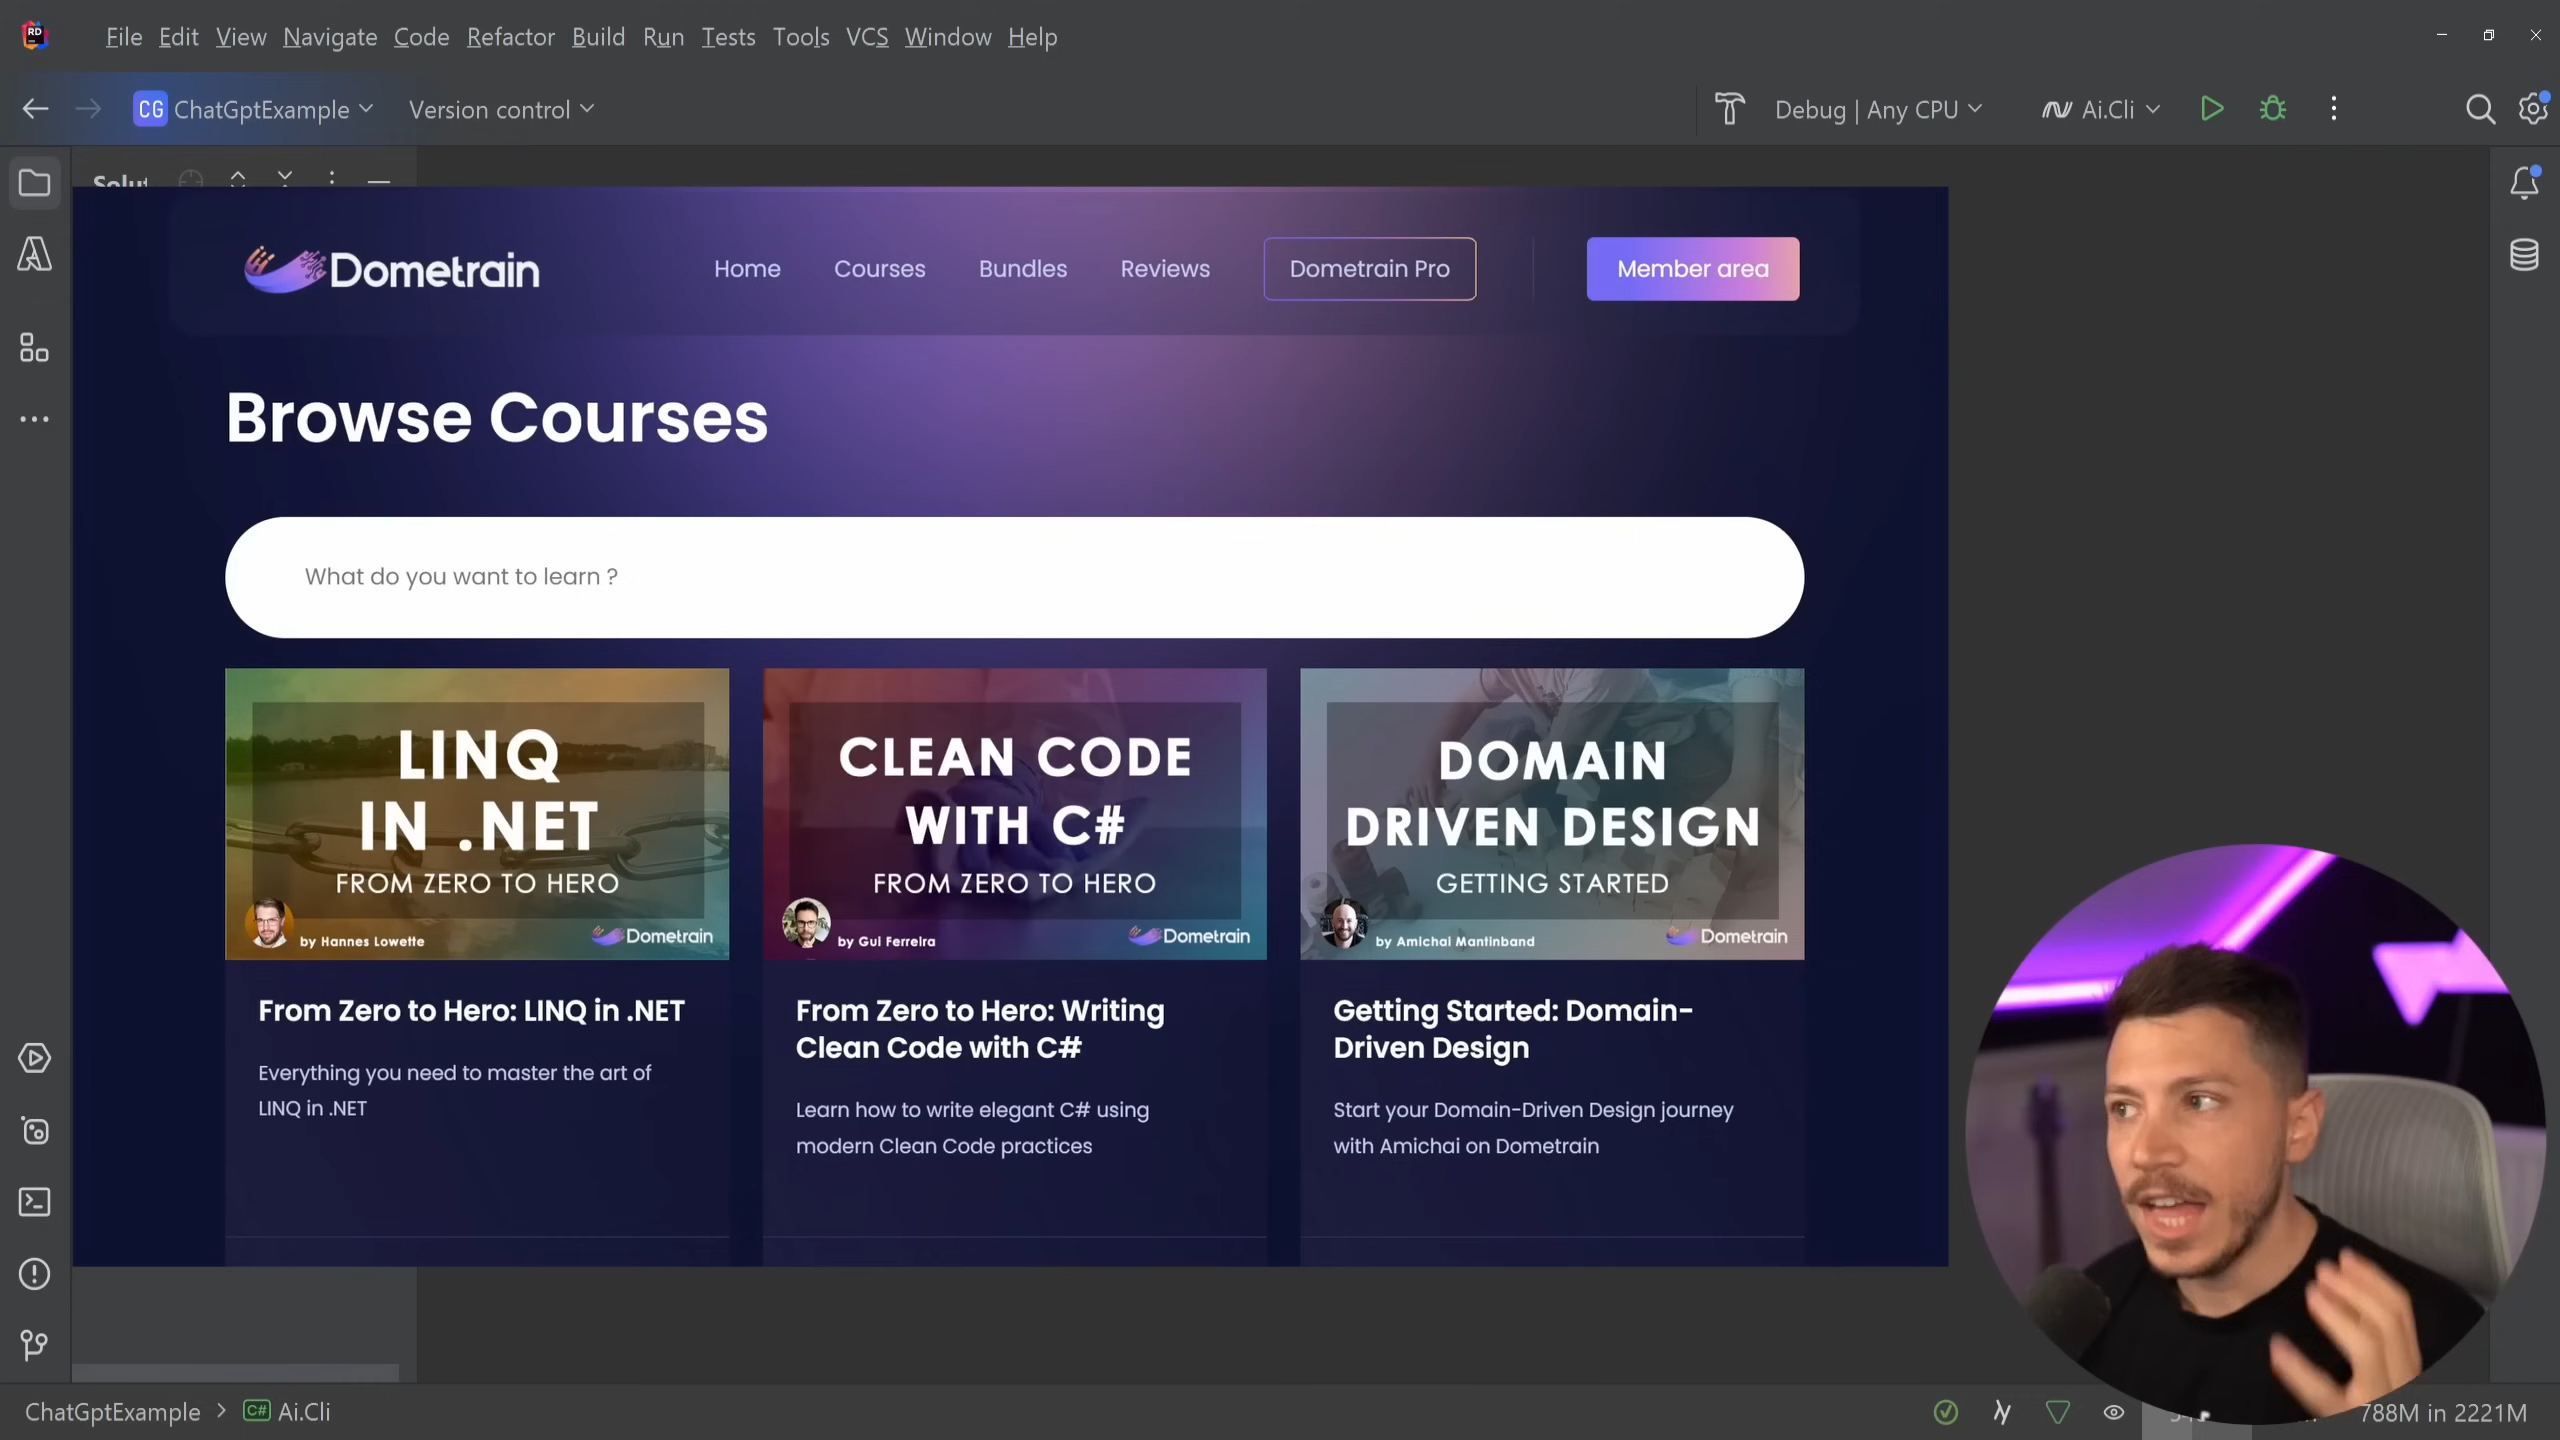 RD File Edit View Navigate Code Refactor Build Run Tests Tools VCS Window Help
CG ChatGptExample Version control Debug | Any CPU Ai.Cli
Dometrain Home Courses Bundles Reviews Dometrain Pro Member area
Browse Courses
What do you want to learn ?
LINQ
IN .NET
FROM ZERO TO HERO
by Hannes Lowette Dometrain
CLEAN CODE
WITH C#
FROM ZERO TO HERO
by Gui Ferreira Dometrain
DOMAIN
DRIVEN DESIGN
GETTING STARTED
by Amichai Mantinband Dometrain
From Zero to Hero: LINQ in .NET
Everything you need to master the art of
LINQ in .NET
From Zero to Hero: Writing
Clean Code with C#
Learn how to write elegant C# using
modern Clean Code practices
Getting Started: Domain-
Driven Design
Start your Domain-Driven Design journey
with Amichai on Dometrain
ChatGptExample > C# Ai.Cli 788M in 2221M